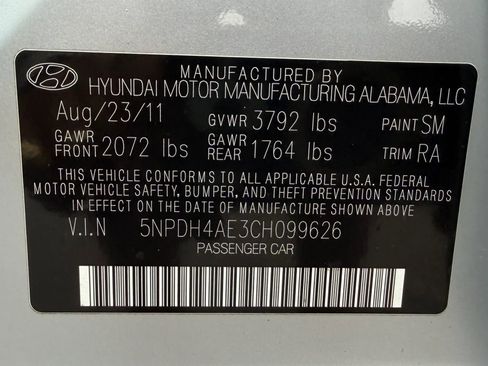 MANUFACTURED BY
HYUNDAI MOTOR MANUFACTURING ALABAMA, LLC
Aug/23/11 GVWR 3792 lbs PAINT SM
GAWR FRONT 2072 lbs GAWR REAR 1764 lbs TRIM RA
THIS VEHICLE CONFORMS TO ALL APPLICABLE U.S.A. FEDERAL
MOTOR VEHICLE SAFETY, BUMPER, AND THEFT PREVENTION STANDARDS
IN EFFECT ON THE DATE OF MANUFACTURE SHOWN ABOVE
V.I.N 5NPDH4AE3CH099626
PASSENGER CAR